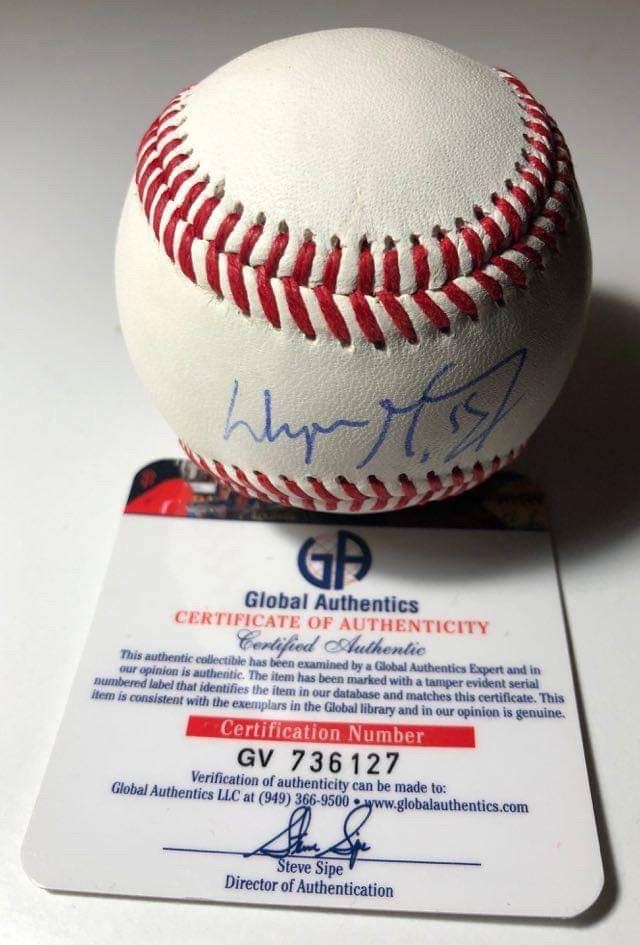 GA
Global Authentics
CERTIFICATE OF AUTHENTICITY
Certified Authentic
This authentic collectible has been examined by a Global Authentics Expert and in
our opinion is authentic. The item has been marked with a tamper evident serial
numbered label that identifies the item in our database and matches this certificate. This
item is consistent with the exemplars in the Global library and in our opinion is genuine.
Certification Number
GV 736127
Verification of authenticity can be made to:
Global Authentics LLC at (949) 366-9500 • www.globalauthentics.com
Steve Sipe
Steve Sipe
Director of Authentication